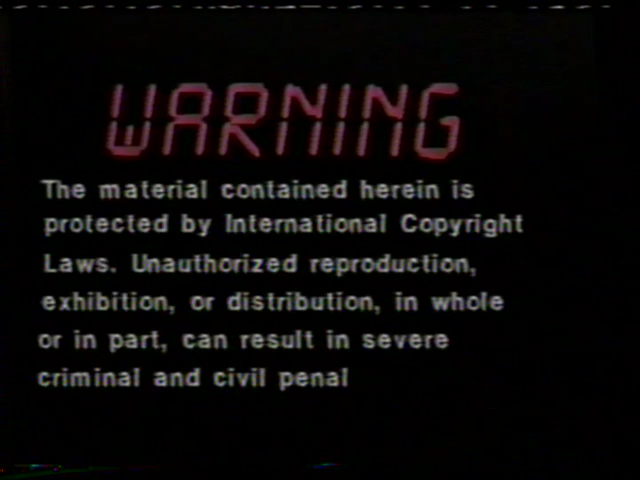 WARNING
The material contained herein is
protected by International Copyright
Laws. Unauthorized reproduction,
exhibition, or distribution, in whole
or in part, can result in severe
criminal and civil penal